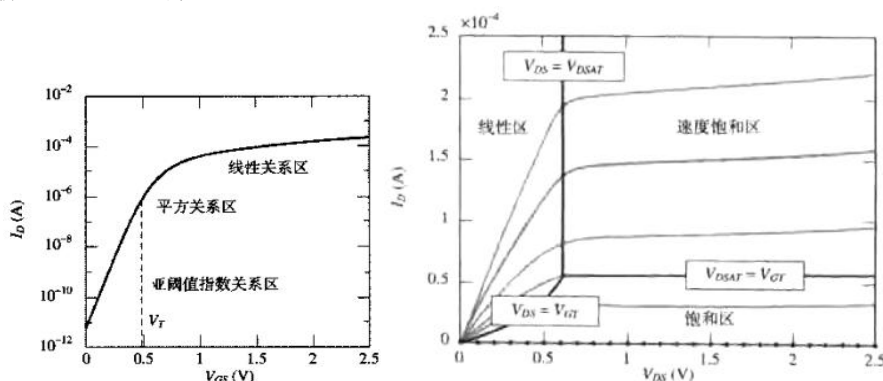 10⁻²
10⁻⁴
10⁻⁶
10⁻⁸
10⁻¹⁰
10⁻¹²
I_D (A)
线性关系区
平方关系区
亚阈值指数关系区
V_T
0
0.5
1
1.5
2
2.5
V_GS (V)
×10⁻⁴
2.5
2
1.5
1
0.5
0
I_D (A)
V_DS = V_DSAT
线性区
速度饱和区
V_DSAT = V_GT
V_DS = V_GT
饱和区
0
0.5
1
1.5
2
2.5
V_DS (V)